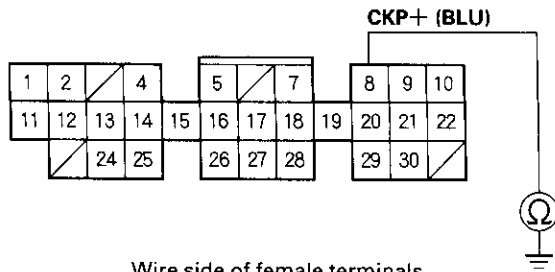 CKP+ (BLU)
1 2 4 5 7 8 9 10
11 12 13 14 15 16 17 18 19 20 21 22
24 25 26 27 28 29 30
Ω
Wire side of female terminals